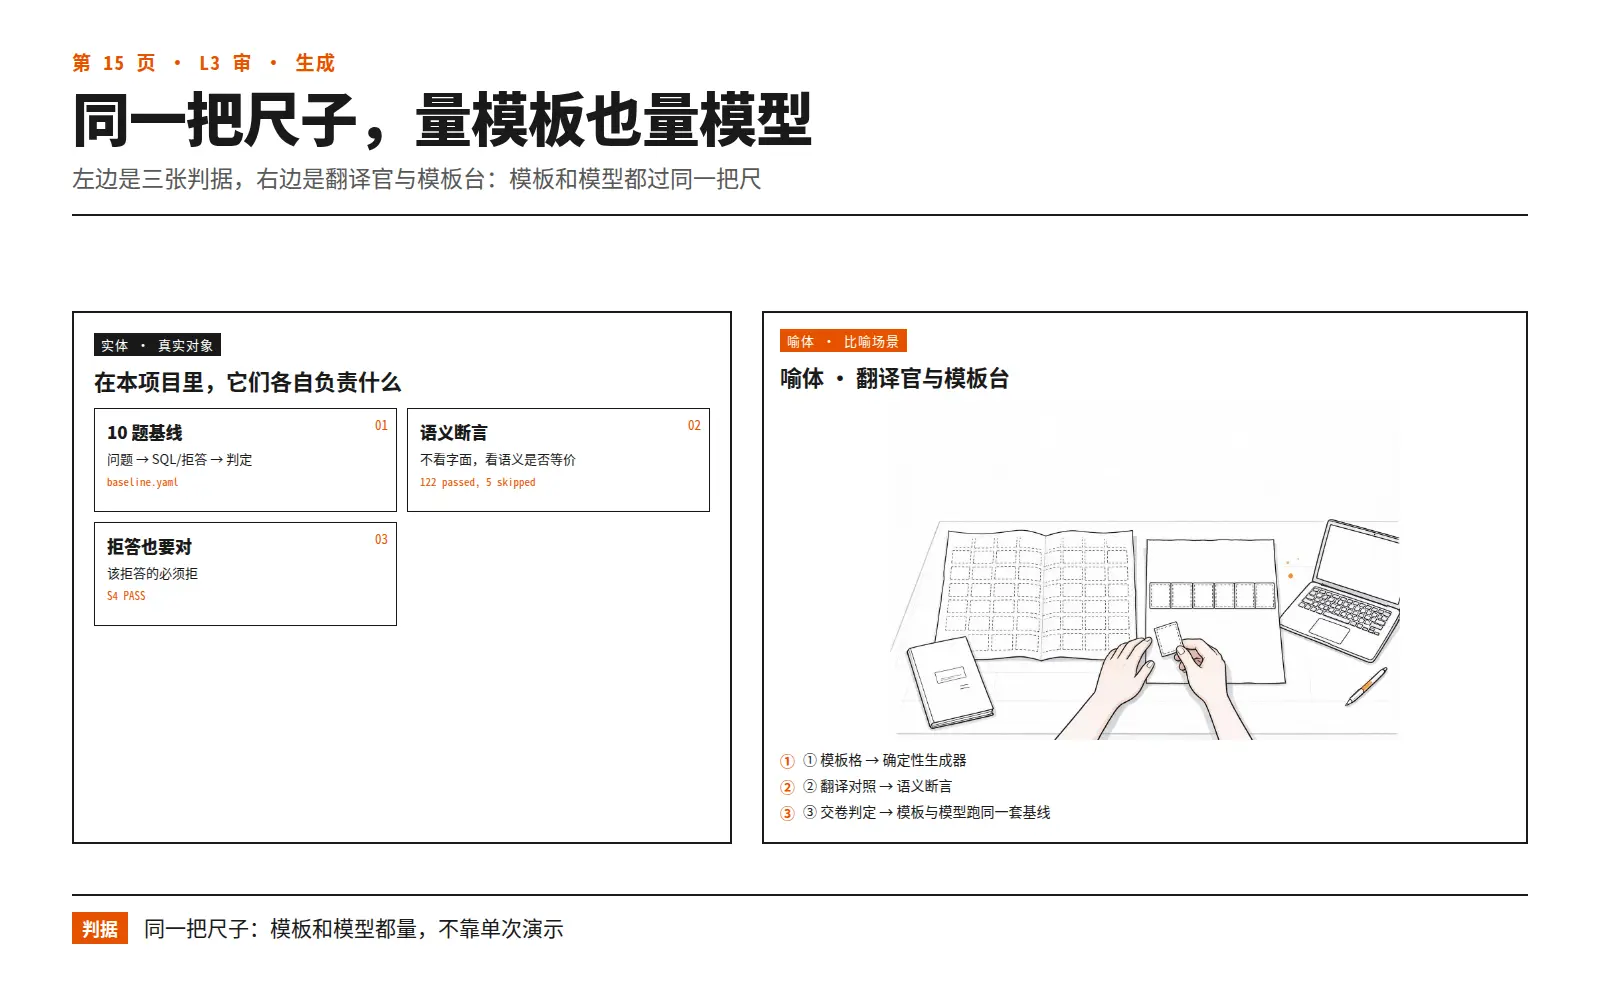 第 15 页 · L3 审 · 生成
同一把尺子，量模板也量模型
左边是三张判据，右边是翻译官与模板台：模板和模型都过同一把尺
实体 · 真实对象
在本项目里，它们各自负责什么
10 题基线
01
问题 → SQL/拒答 → 判定
baseline.yaml
语义断言
02
不看字面，看语义是否等价
122 passed, 5 skipped
拒答也要对
03
该拒答的必须拒
S4 PASS
喻体 · 比喻场景
喻体 · 翻译官与模板台
① ① 模板格 → 确定性生成器
② ② 翻译对照 → 语义断言
③ ③ 交卷判定 → 模板与模型跑同一套基线
判据 同一把尺子：模板和模型都量，不靠单次演示